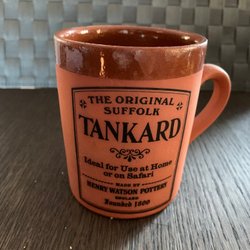 THE ORIGINAL
SUFFOLK
TANKARD
Ideal for Use at Home
or on Safari
MADE BY
HENRY WATSON POTTERY
ENGLAND
Founded 1800